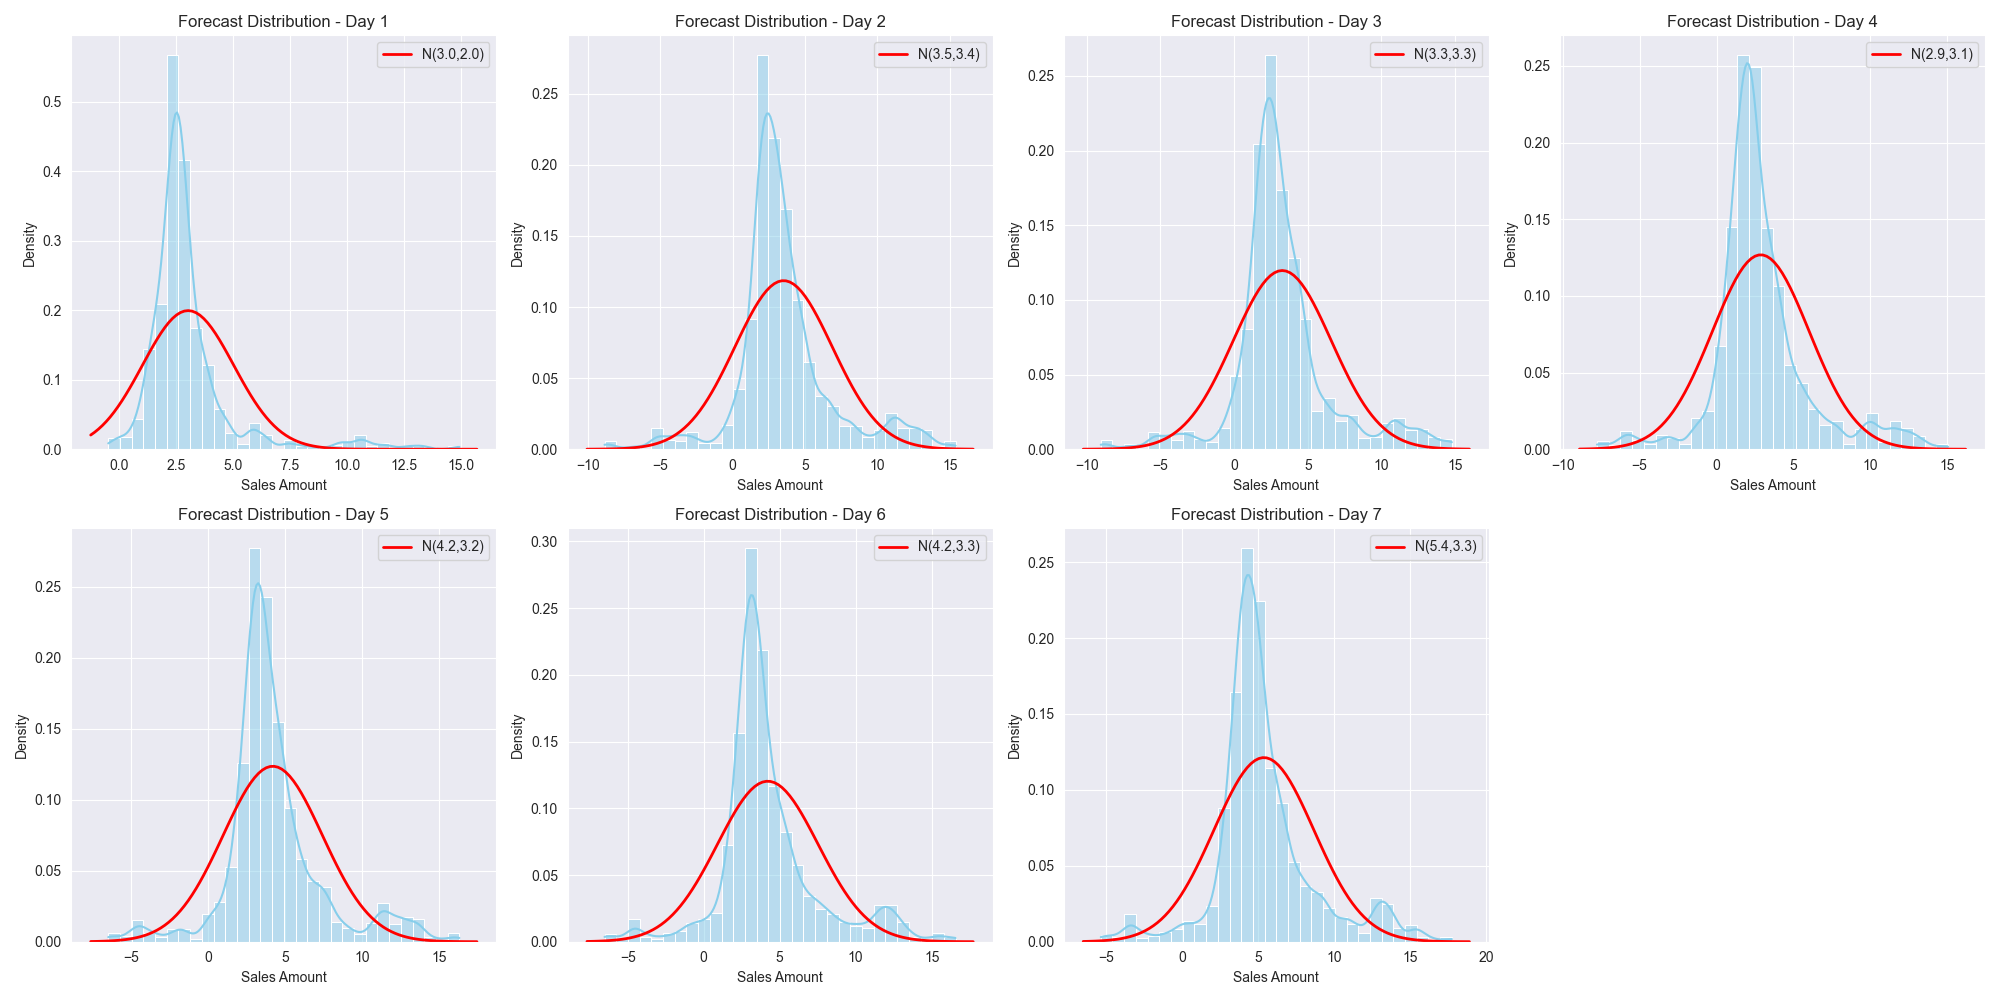 Forecast Distribution - Day 1
N(3.0,2.0)
Density
0.5
0.4
0.3
0.2
0.1
0.0
0.0 2.5 5.0 7.5 10.0 12.5 15.0
Sales Amount
Forecast Distribution - Day 2
N(3.5,3.4)
Density
0.25
0.20
0.15
0.10
0.05
0.00
−10 −5 0 5 10 15
Sales Amount
Forecast Distribution - Day 3
N(3.3,3.3)
Density
0.25
0.20
0.15
0.10
0.05
0.00
−10 −5 0 5 10 15
Sales Amount
Forecast Distribution - Day 4
N(2.9,3.1)
Density
0.25
0.20
0.15
0.10
0.05
0.00
−10 −5 0 5 10 15
Sales Amount
Forecast Distribution - Day 5
N(4.2,3.2)
Density
0.25
0.20
0.15
0.10
0.05
0.00
−5 0 5 10 15
Sales Amount
Forecast Distribution - Day 6
N(4.2,3.3)
Density
0.30
0.25
0.20
0.15
0.10
0.05
0.00
−5 0 5 10 15
Sales Amount
Forecast Distribution - Day 7
N(5.4,3.3)
Density
0.25
0.20
0.15
0.10
0.05
0.00
−5 0 5 10 15 20
Sales Amount